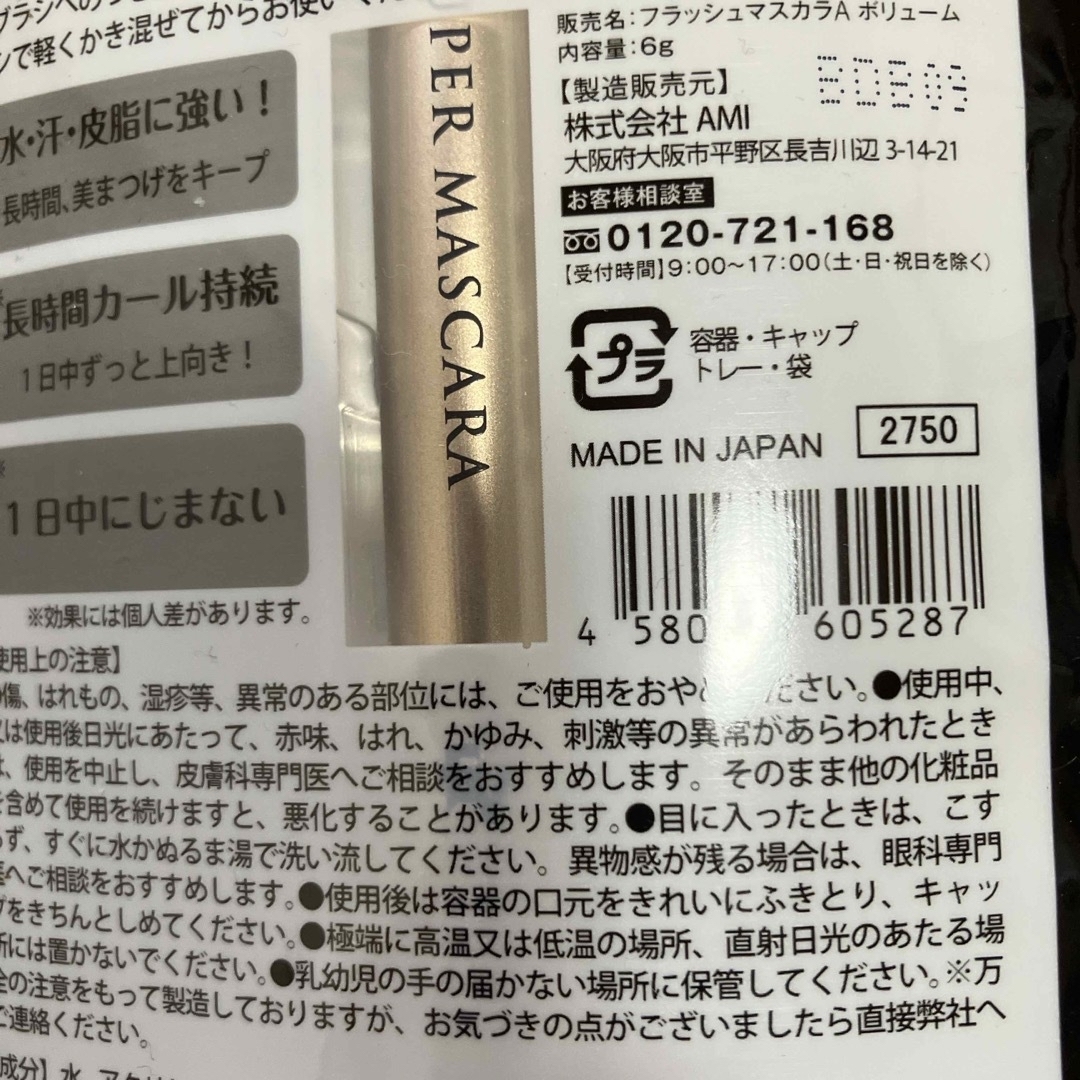 ンで軽くかき混ぜてからお使い
水・汗・皮脂に強い！
長時間、美まつげをキープ
長時間カール持続
1日中ずっと上向き！
※
1日中にじまない
※効果には個人差があります。
PER MASCARA
販売名：フラッシュマスカラA ボリューム
内容量：6g
【製造販売元】
株式会社 AMI
大阪府大阪市平野区長吉川辺 3-14-21
お客様相談室
0120-721-168
【受付時間】9:00〜17:00（土・日・祝日を除く）
プラ
容器・キャップ
トレー・袋
MADE IN JAPAN
2750
4 580 605287
使用上の注意】
傷、はれもの、湿疹等、異常のある部位には、ご使用をおや ださい。●使用中、
又は使用後日光にあたって、赤味、はれ、かゆみ、刺激等の異常があらわれたとき
は、使用を中止し、皮膚科専門医へご相談をおすすめします。そのまま他の化粧品
を含めて使用を続けますと、悪化することがあります。●目に入ったときは、こす
らず、すぐに水かぬるま湯で洗い流してください。異物感が残る場合は、眼科専門
医へご相談をおすすめします。●使用後は容器の口元をきれいにふきとり、キャッ
プをきちんとしめてください。●極端に高温又は低温の場所、直射日光のあたる場
所には置かないでください。●乳幼児の手の届かない場所に保管してください。※万
全の注意をもって製造しておりますが、お気づきの点がございましたら直接弊社へ
ご連絡ください。
成分】水、アク